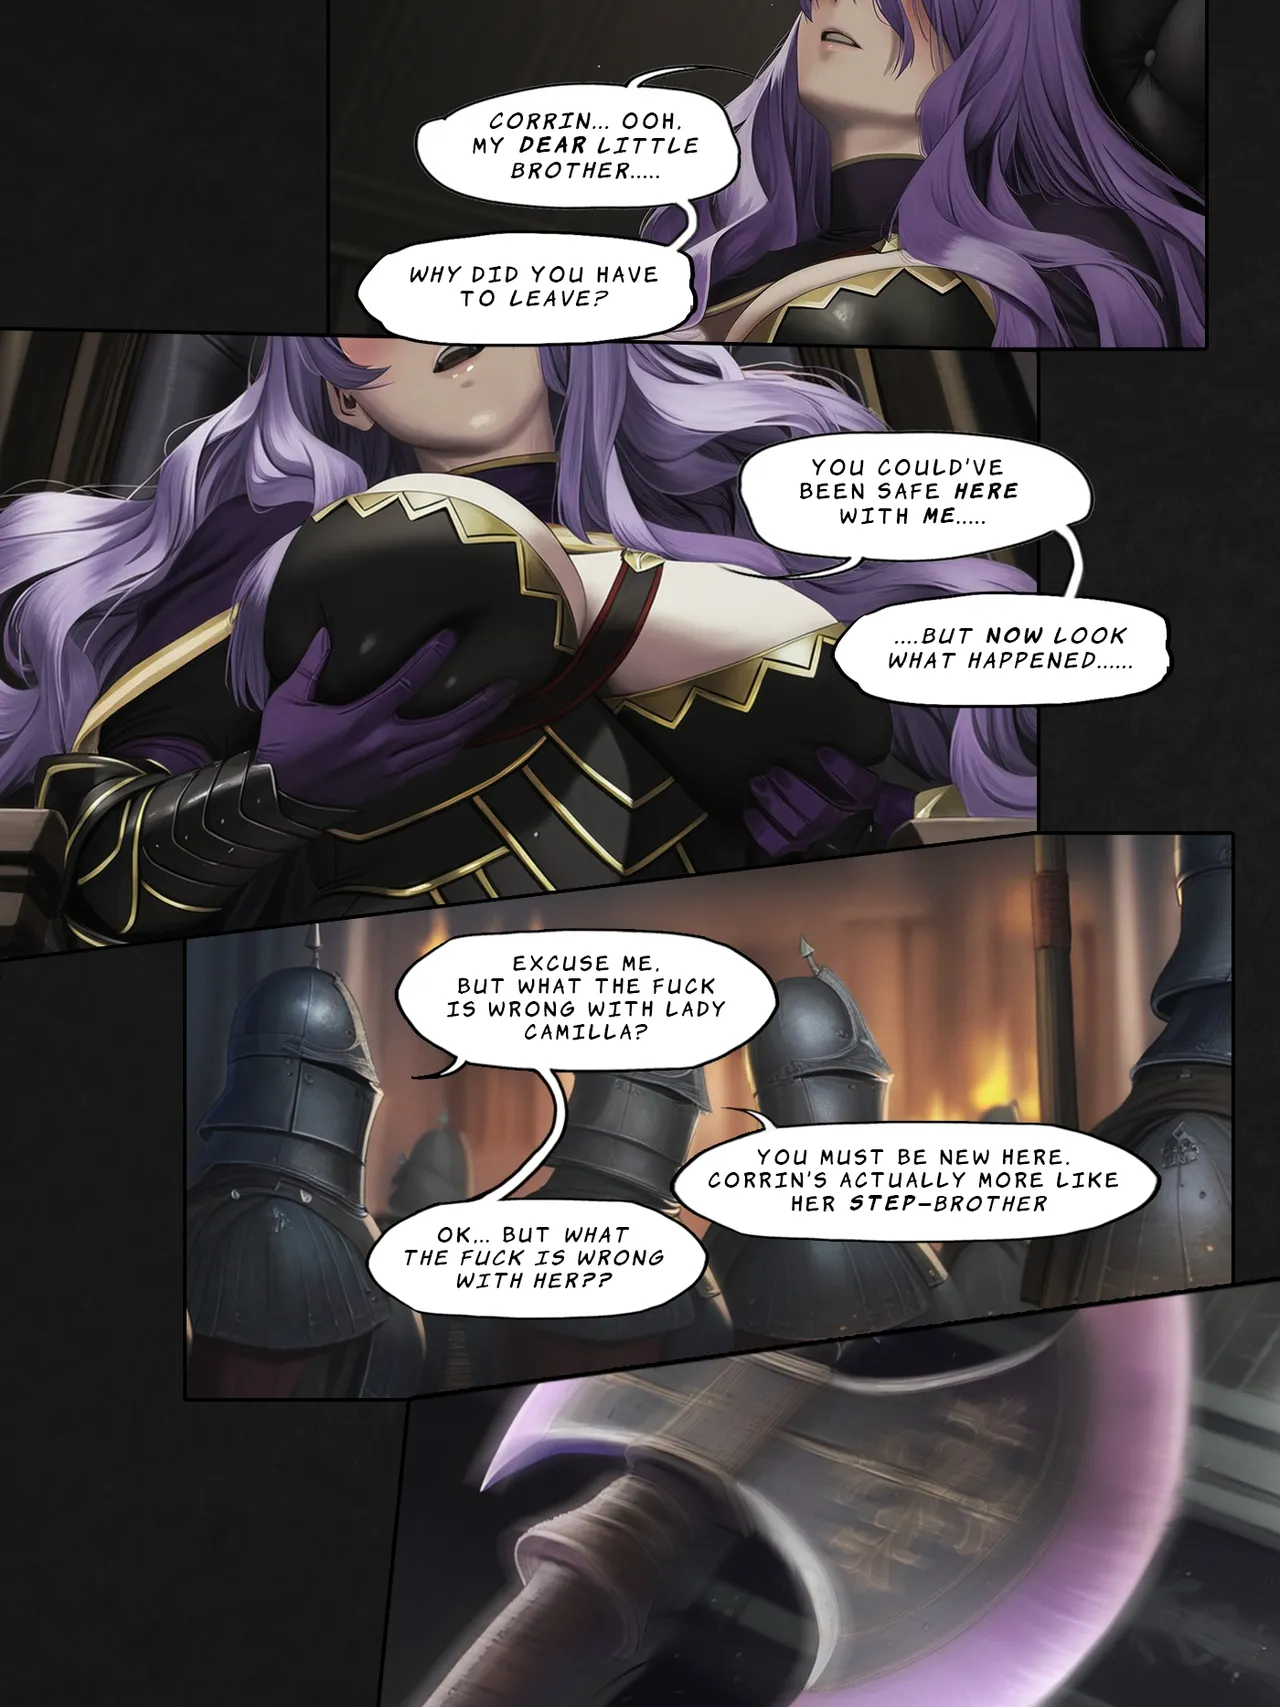 CORRIN... OOH,
MY DEAR LITTLE
BROTHER.....
WHY DID YOU HAVE
TO LEAVE?
YOU COULD'VE
BEEN SAFE HERE
WITH ME.....
....BUT NOW LOOK
WHAT HAPPENED......
EXCUSE ME,
BUT WHAT THE FUCK
IS WRONG WITH LADY
CAMILLA?
YOU MUST BE NEW HERE.
CORRIN'S ACTUALLY MORE LIKE
HER STEP-BROTHER
OK... BUT WHAT
THE FUCK IS WRONG
WITH HER??